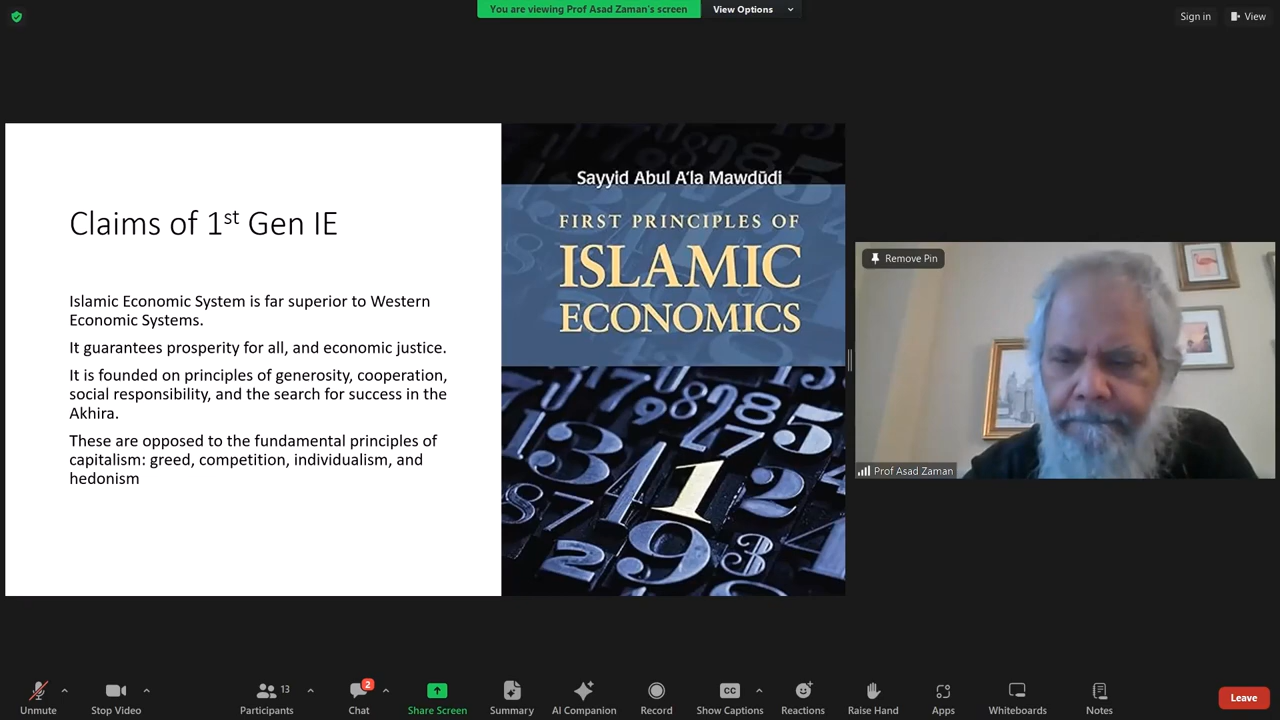 You are viewing Prof Asad Zaman's screen
View Options
Sign in
View
Claims of 1st Gen IE
Islamic Economic System is far superior to Western
Economic Systems.
It guarantees prosperity for all, and economic justice.
It is founded on principles of generosity, cooperation,
social responsibility, and the search for success in the
Akhira.
These are opposed to the fundamental principles of
capitalism: greed, competition, individualism, and
hedonism
Sayyid Abul A'la Mawdūdi
FIRST PRINCIPLES OF
ISLAMIC
ECONOMICS
Remove Pin
Prof Asad Zaman
Unmute
Stop Video
Participants
13
Chat
2
Share Screen
Summary
AI Companion
Record
CC
Show Captions
Reactions
Raise Hand
Apps
Whiteboards
Notes
Leave